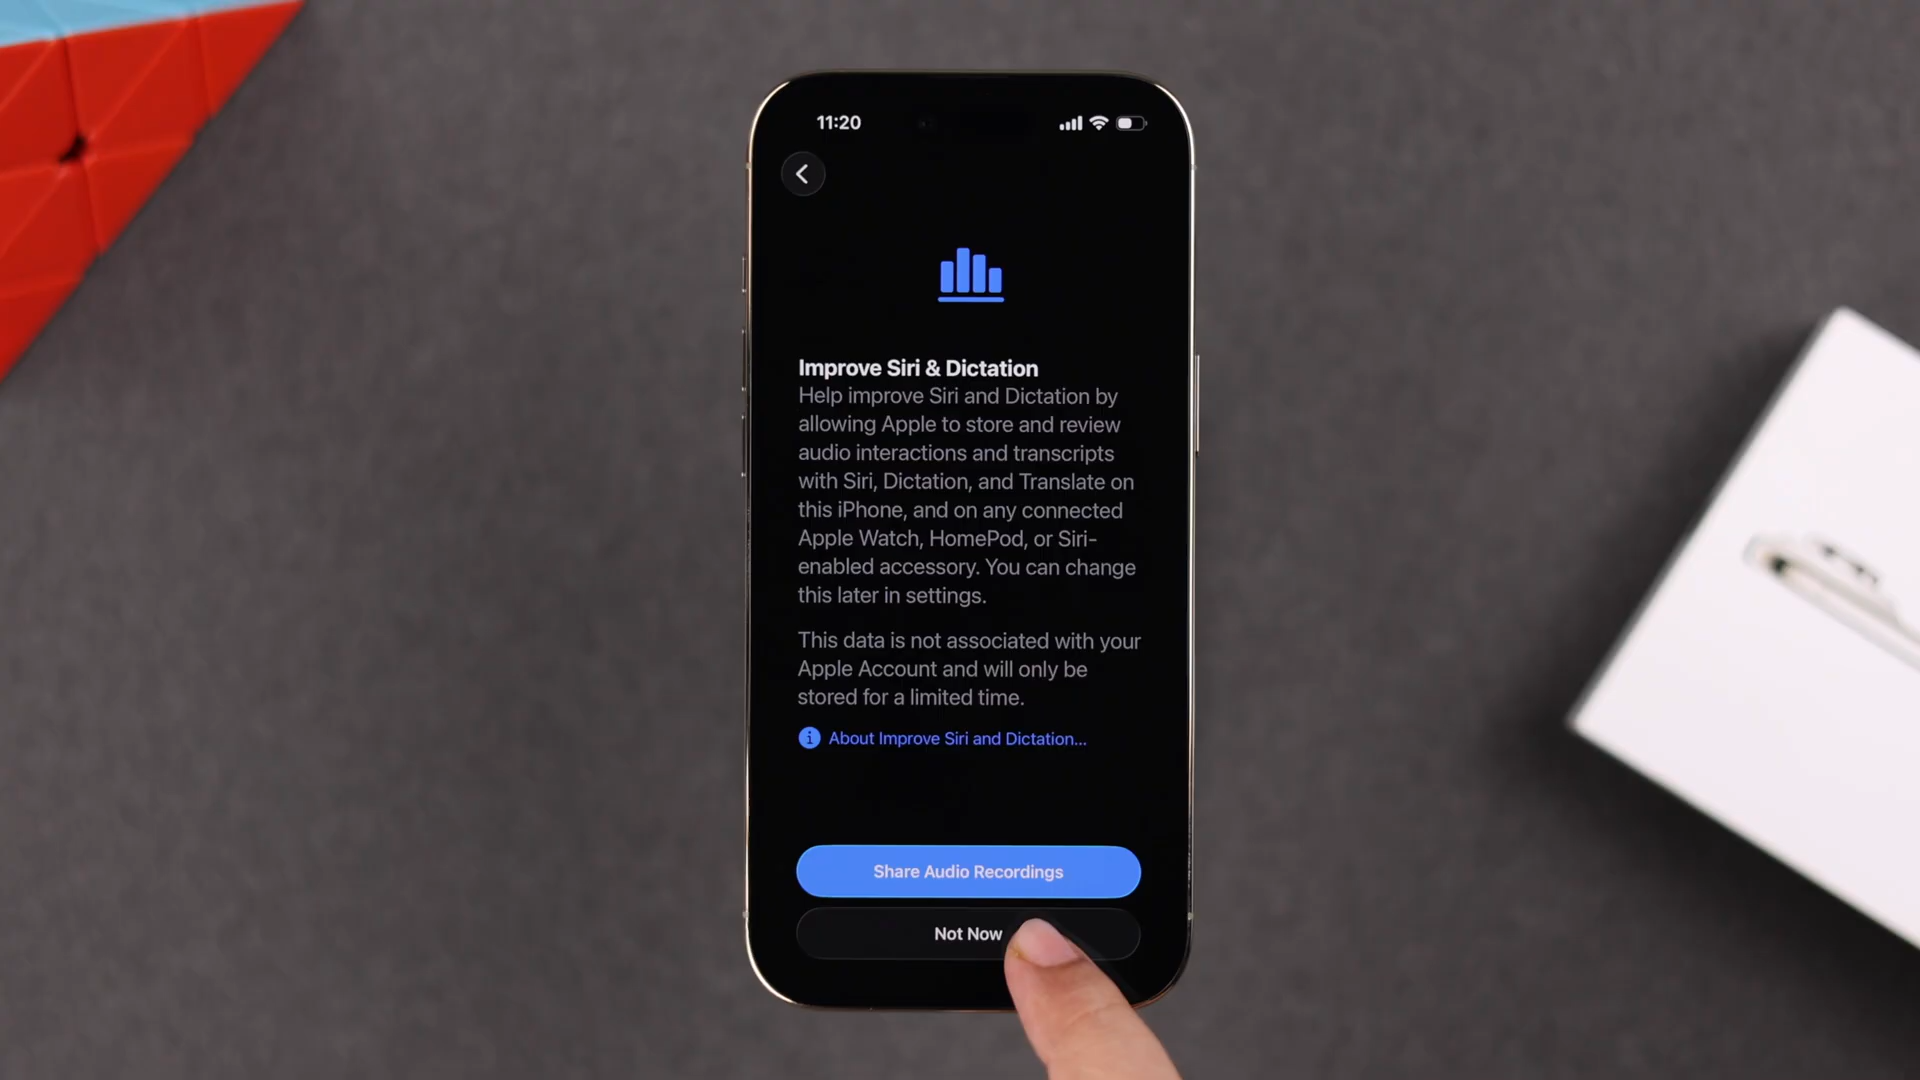 11:20
Improve Siri & Dictation
Help improve Siri and Dictation by
allowing Apple to store and review
audio interactions and transcripts
with Siri, Dictation, and Translate on
this iPhone, and on any connected
Apple Watch, HomePod, or Siri-
enabled accessory. You can change
this later in settings.
This data is not associated with your
Apple Account and will only be
stored for a limited time.
About Improve Siri and Dictation...
Share Audio Recordings
Not Now